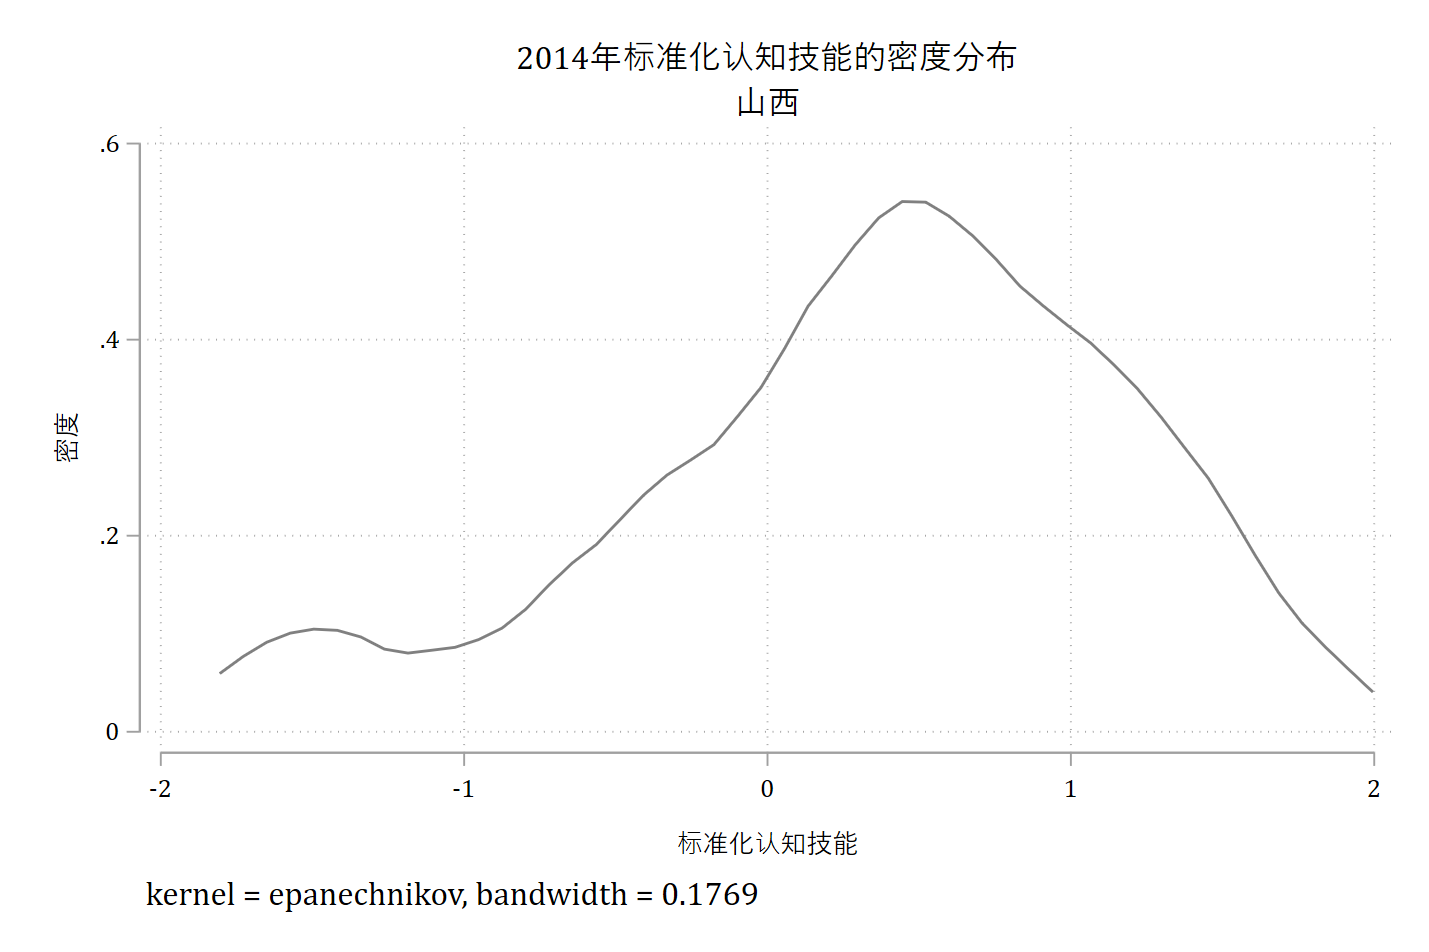 2014年标准化认知技能的密度分布
山西
.6
.4
.2
0
密度
-2 -1 0 1 2
标准化认知技能
kernel = epanechnikov, bandwidth = 0.1769